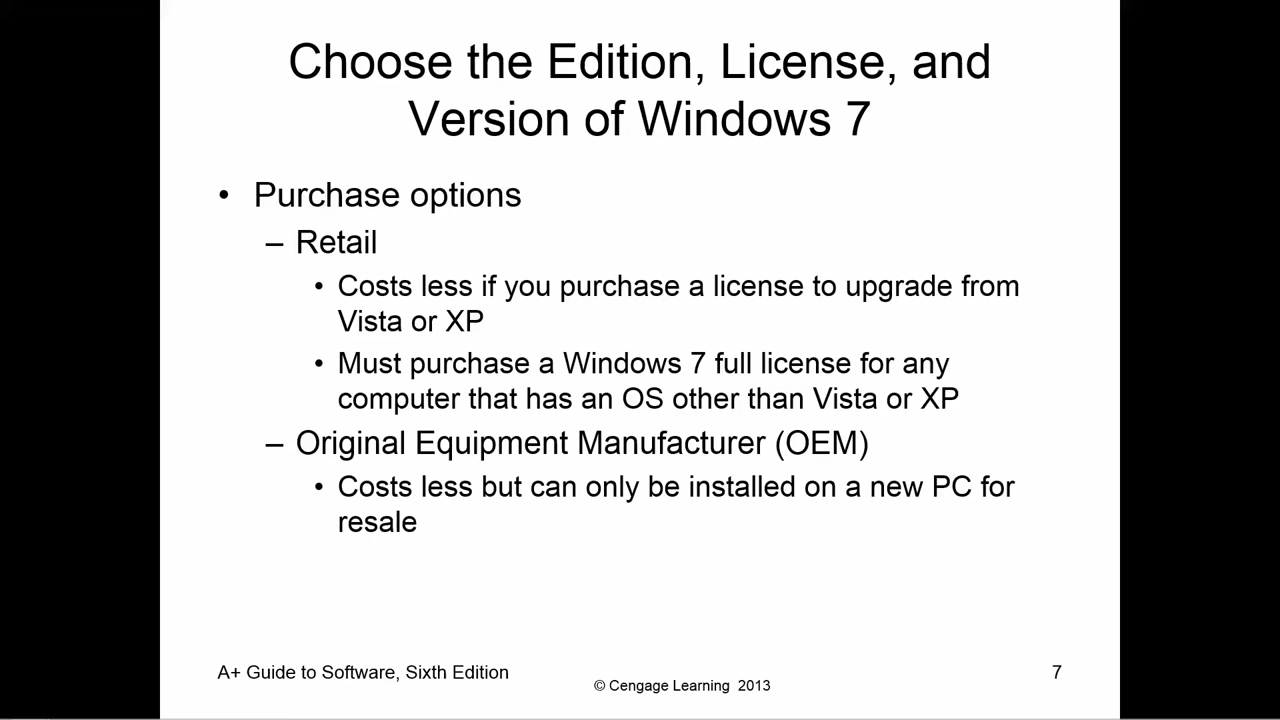 Choose the Edition, License, and
Version of Windows 7
• Purchase options
– Retail
• Costs less if you purchase a license to upgrade from
Vista or XP
• Must purchase a Windows 7 full license for any
computer that has an OS other than Vista or XP
– Original Equipment Manufacturer (OEM)
• Costs less but can only be installed on a new PC for
resale
A+ Guide to Software, Sixth Edition
© Cengage Learning 2013
7